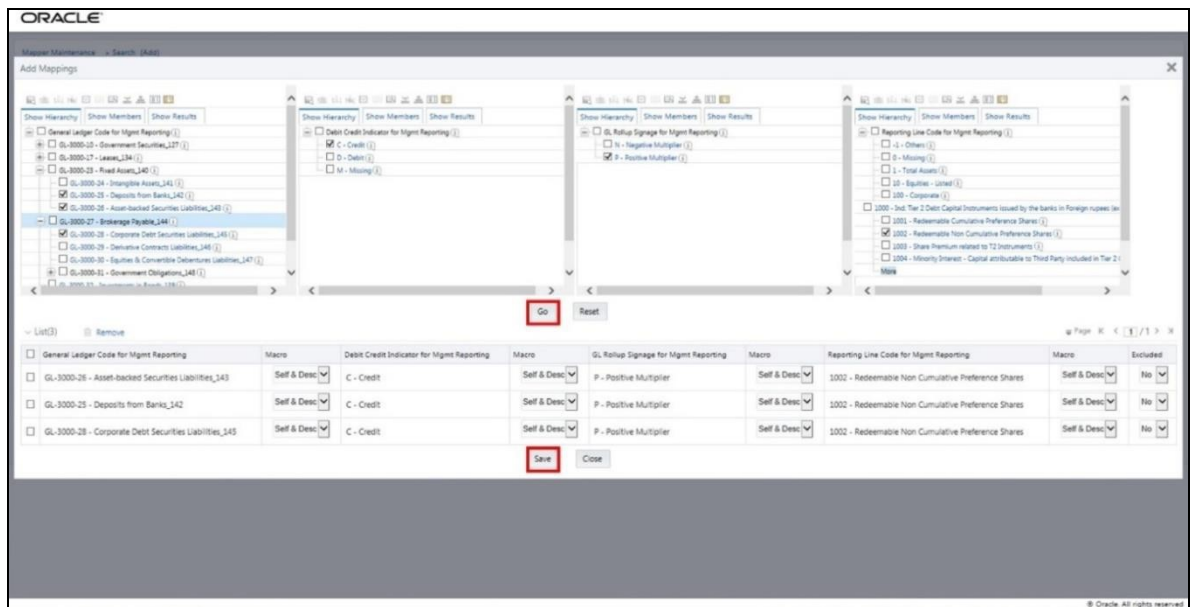 ORACLE
Mapper Maintenance » Search (Add)
Add Mappings
Show Hierarchy Show Members Show Results
General Ledger Code for Mgmt Reporting
GL-3000-10 - Government Securities_127
GL-3000-17 - Leases_134
GL-3000-23 - Fixed Assets_140
GL-3000-24 - Intangible Assets_141
GL-3000-25 - Deposits from Banks_142
GL-3000-26 - Asset-backed Securities Liabilities_143
GL-3000-27 - Brokerage Payable_144
GL-3000-28 - Corporate Debt Securities Liabilities_145
GL-3000-29 - Derivative Contracts Liabilities_146
GL-3000-30 - Equities & Convertible Debentures Liabilities_147
GL-3000-31 - Government Obligations_148
Show Hierarchy Show Members Show Results
Debit Credit Indicator for Mgmt Reporting
C - Credit
D - Debit
M - Missing
Show Hierarchy Show Members Show Results
GL Rollup Signage for Mgmt Reporting
N - Negative Multiplier
P - Positive Multiplier
Show Hierarchy Show Members Show Results
Reporting Line Code for Mgmt Reporting
-1 - Others
0 - Missing
1 - Total Assets
10 - Equities - Listed
100 - Corporate
1000 - Ind: Tier 2 Debt Capital Instruments issued by the banks in Foreign rupees
1001 - Redeemable Cumulative Preference Shares
1002 - Redeemable Non Cumulative Preference Shares
1003 - Share Premium related to T2 Instruments
1004 - Minority Interest - Capital attributable to Third Party included in Tier 2
More
Go Reset
List(3) Remove Page 1 / 1
General Ledger Code for Mgmt Reporting Macro Debit Credit Indicator for Mgmt Reporting Macro GL Rollup Signage for Mgmt Reporting Macro Reporting Line Code for Mgmt Reporting Macro Excluded
GL-3000-26 - Asset-backed Securities Liabilities_143 Self & Desc C - Credit Self & Desc P - Positive Multiplier Self & Desc 1002 - Redeemable Non Cumulative Preference Shares Self & Desc No
GL-3000-25 - Deposits from Banks_142 Self & Desc C - Credit Self & Desc P - Positive Multiplier Self & Desc 1002 - Redeemable Non Cumulative Preference Shares Self & Desc No
GL-3000-28 - Corporate Debt Securities Liabilities_145 Self & Desc C - Credit Self & Desc P - Positive Multiplier Self & Desc 1002 - Redeemable Non Cumulative Preference Shares Self & Desc No
Save Close
© Oracle. All rights reserved